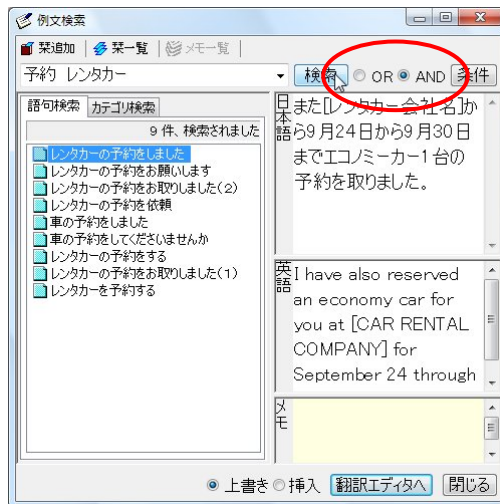 例文検索
栞追加 栞一覧 メモ一覧
予約 レンタカー 検索 OR AND 条件
語句検索 カテゴリ検索
9 件、検索されました
レンタカーの予約をしました
レンタカーの予約をお願いします
レンタカーの予約をお取りしました(2)
レンタカーの予約を依頼
車の予約をしました
車の予約をしてくださいませんか
レンタカーの予約をする
レンタカーの予約をお取りしました(1)
レンタカーを予約する
日本語
また[レンタカー会社名]か
ら9月24日から9月30日
までエコノミーカー1台の
予約を取りました。
英語
I have also reserved
an economy car for
you at [CAR RENTAL
COMPANY] for
September 24 through
メモ
上書き 挿入 翻訳エディタへ 閉じる